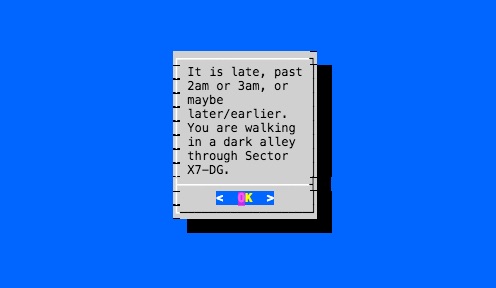 It is late, past
2am or 3am, or
maybe
later/earlier.
You are walking
in a dark alley
through Sector
X7-DG.
< OK >